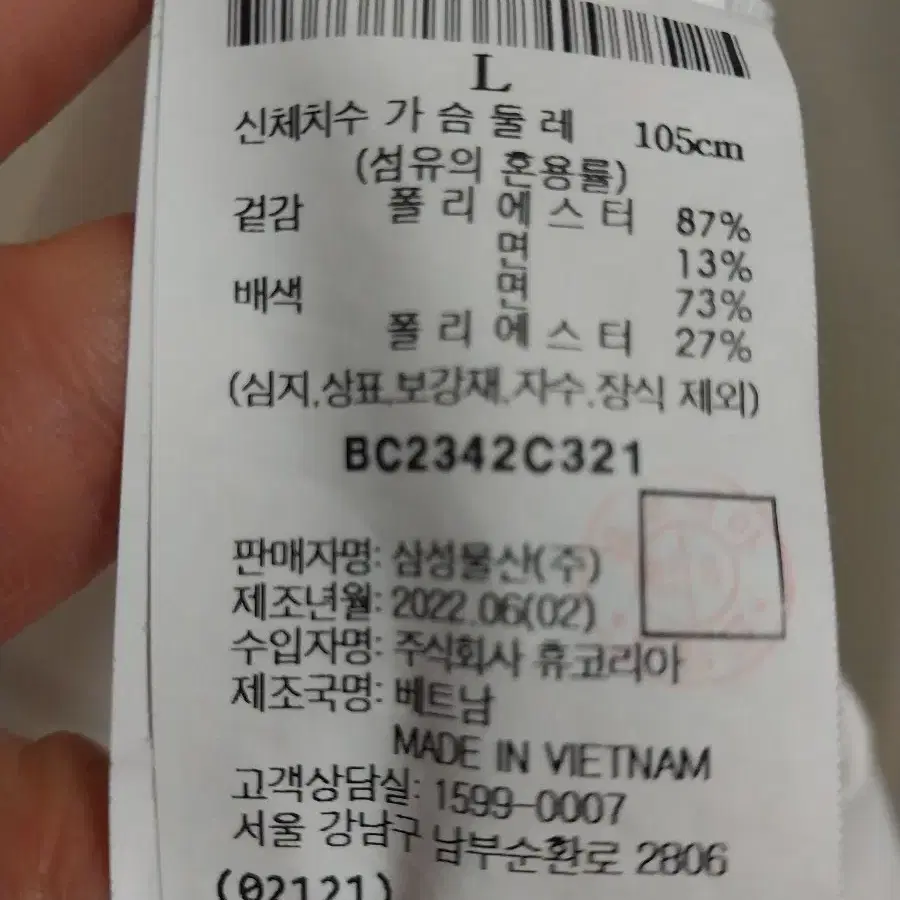 L
신체치수 가 슴 둘 레 105cm
(섬유의 혼용률)
겉감 폴 리 에 스 터 87%
면 13%
배색 면 73%
폴 리 에 스 터 27%
(심지.상표.보강재.자수.장식 제외)
BC2342C321
판매자명: 삼성물산(주)
제조년월: 2022.06(02)
수입자명: 주식회사 휴코리아
제조국명: 베트남
MADE IN VIETNAM
고객상담실: 1599-0007
서울 강남구 남부순환로 2806
(02121)